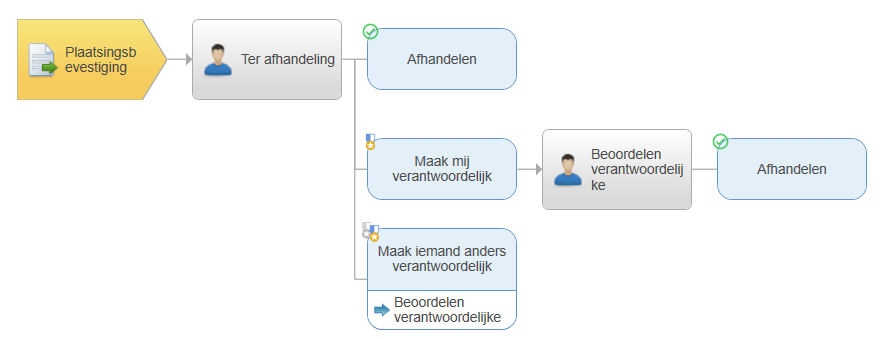 Plaatsingsb
evestiging
Ter afhandeling
Afhandelen
Maak mij
verantwoordelijk
Beoordelen
verantwoordelij
ke
Afhandelen
Maak iemand anders
verantwoordelijk
Beoordelen
verantwoordelijke